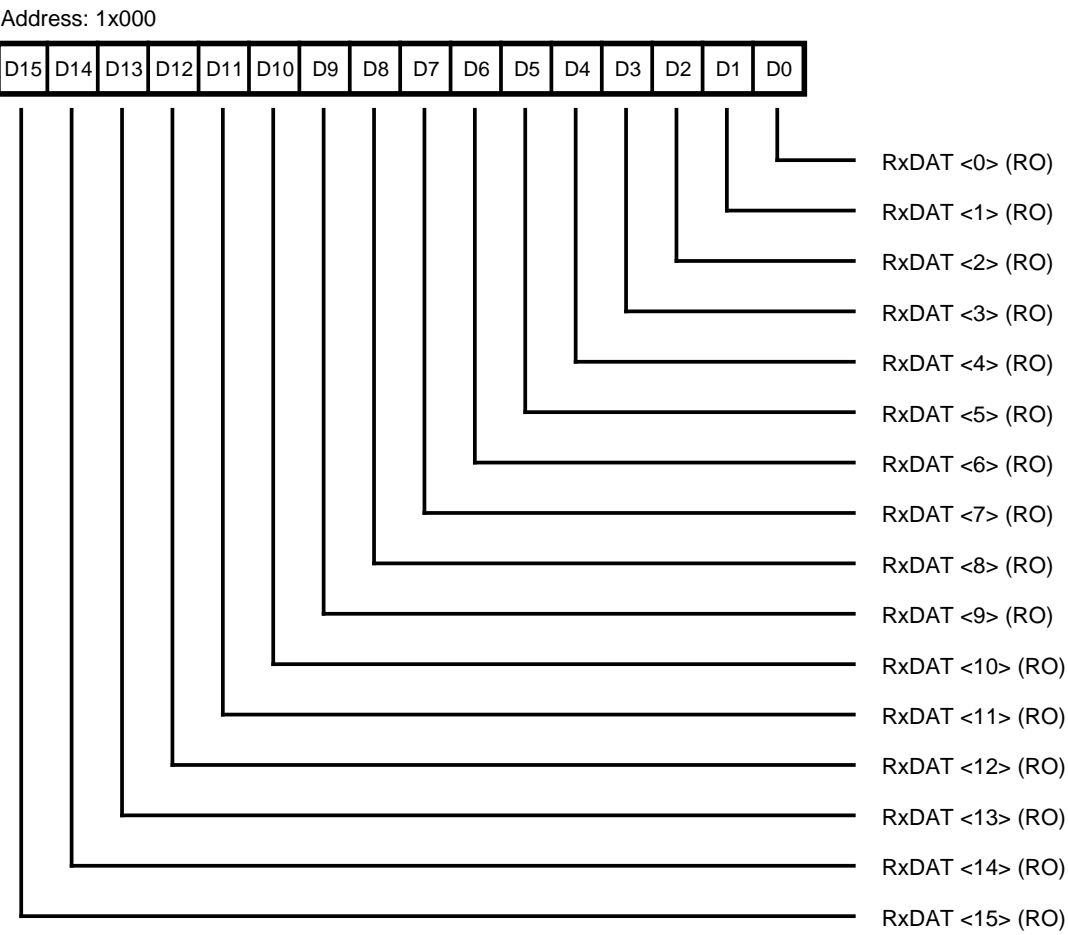 Address: 1x000
D15 D14 D13 D12 D11 D10 D9 D8 D7 D6 D5 D4 D3 D2 D1 D0
RxDAT <0> (RO)
RxDAT <1> (RO)
RxDAT <2> (RO)
RxDAT <3> (RO)
RxDAT <4> (RO)
RxDAT <5> (RO)
RxDAT <6> (RO)
RxDAT <7> (RO)
RxDAT <8> (RO)
RxDAT <9> (RO)
RxDAT <10> (RO)
RxDAT <11> (RO)
RxDAT <12> (RO)
RxDAT <13> (RO)
RxDAT <14> (RO)
RxDAT <15> (RO)